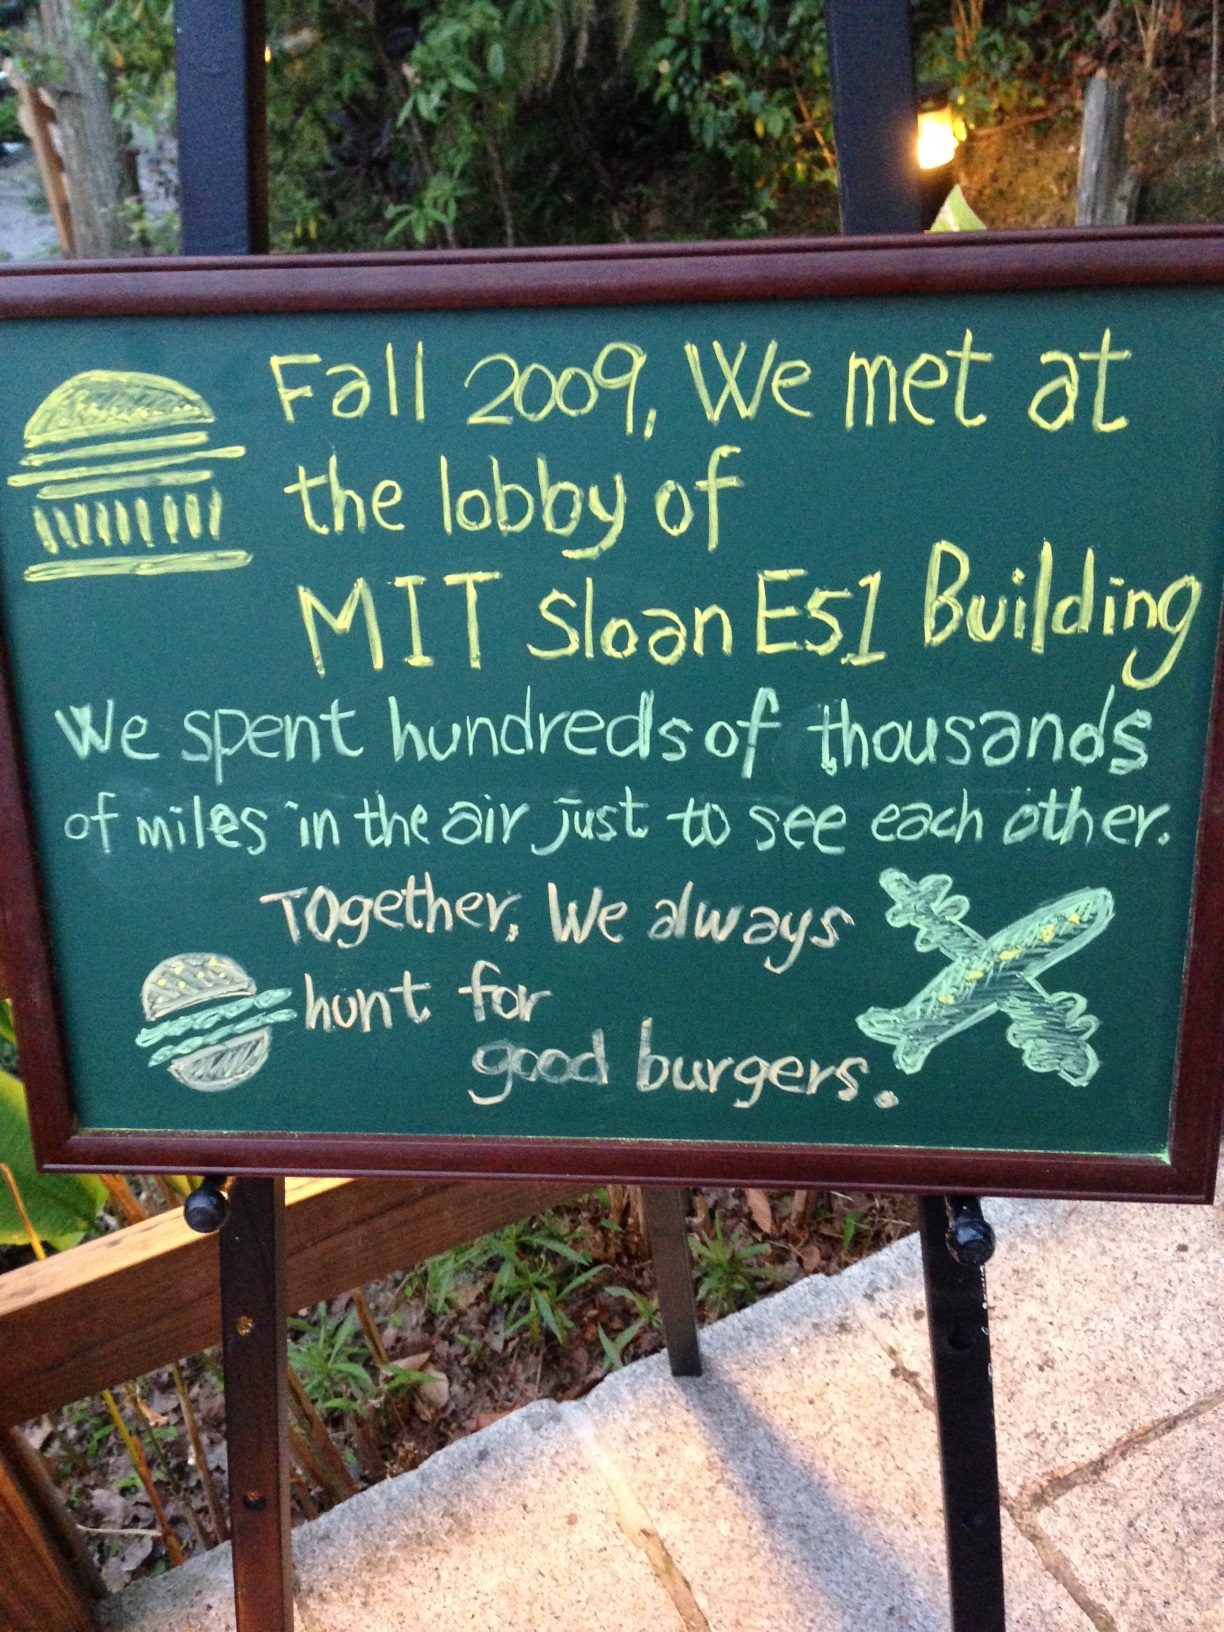 Fall 2009, We met at
the lobby of
MIT Sloan E51 Building
We spent hundreds of thousands
of miles in the air just to see each other.
Together, We always
hunt for
good burgers.